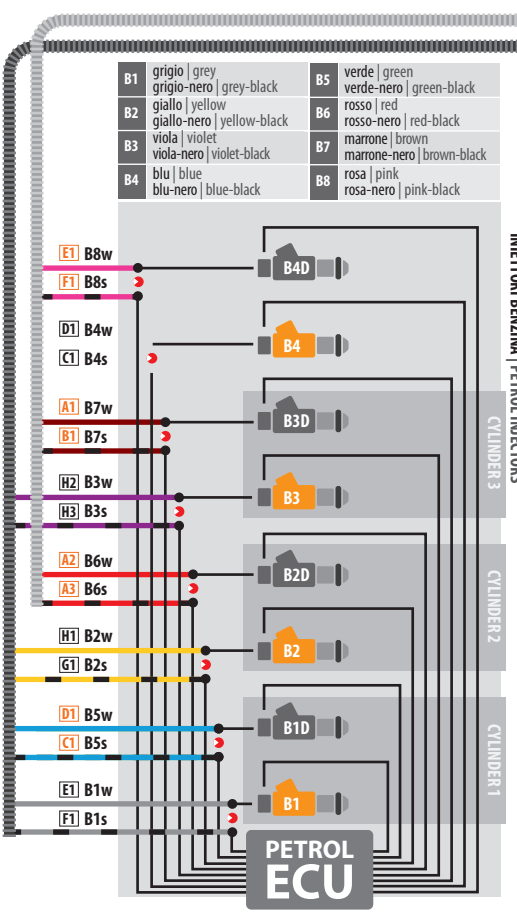 B1 grigio | grey
grigio-nero | grey-black
B2 giallo | yellow
giallo-nero | yellow-black
B3 viola | violet
viola-nero | violet-black
B4 blu | blue
blu-nero | blue-black
B5 verde | green
verde-nero | green-black
B6 rosso | red
rosso-nero | red-black
B7 marrone | brown
marrone-nero | brown-black
B8 rosa | pink
rosa-nero | pink-black
INIETTORI BENZINA | PETROL INJECTORS
E1 B8w
F1 B8s
B4D
D1 B4w
C1 B4s
B4
A1 B7w
B1 B7s
B3D
CYLINDER 3
H2 B3w
H3 B3s
B3
A2 B6w
A3 B6s
B2D
CYLINDER 2
H1 B2w
G1 B2s
B2
D1 B5w
C1 B5s
B1D
CYLINDER 1
E1 B1w
F1 B1s
B1
PETROL
ECU